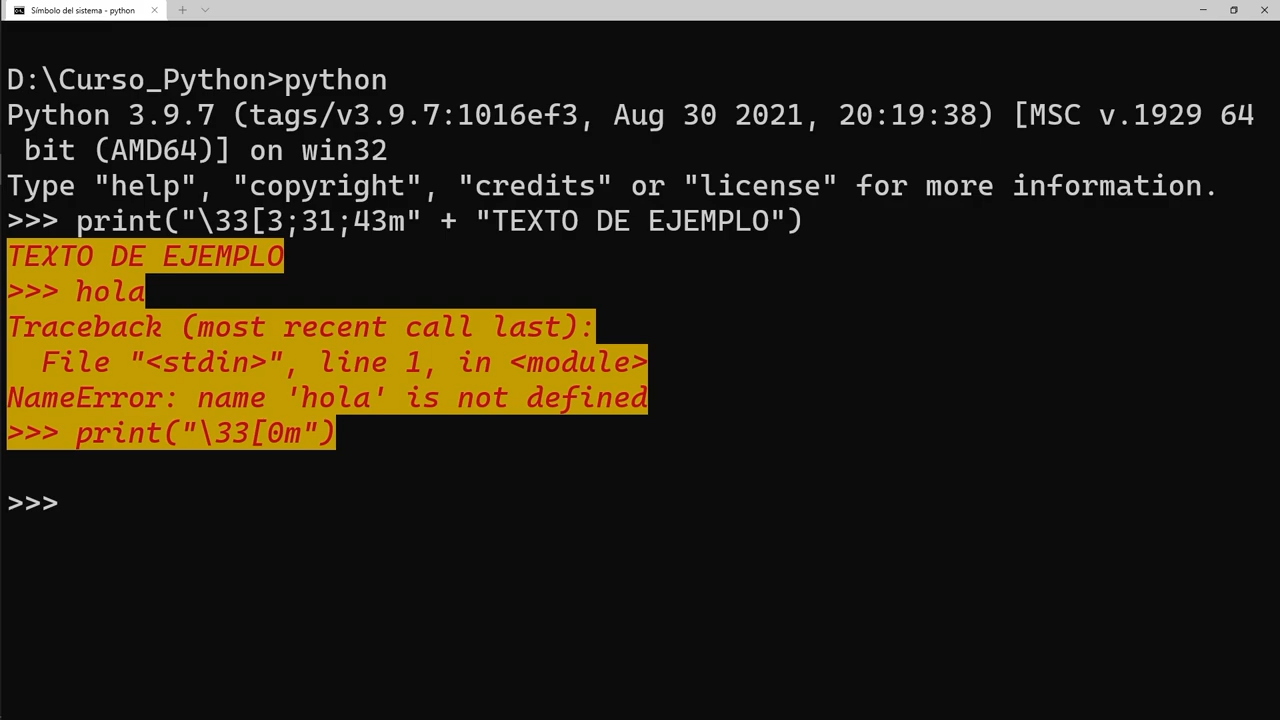 Símbolo del sistema - python
D:\Curso_Python>python
Python 3.9.7 (tags/v3.9.7:1016ef3, Aug 30 2021, 20:19:38) [MSC v.1929 64
 bit (AMD64)] on win32
Type "help", "copyright", "credits" or "license" for more information.
>>> print("\33[3;31;43m" + "TEXTO DE EJEMPLO")
TEXTO DE EJEMPLO
>>> hola
Traceback (most recent call last):
  File "<stdin>", line 1, in <module>
NameError: name 'hola' is not defined
>>> print("\33[0m")
>>>